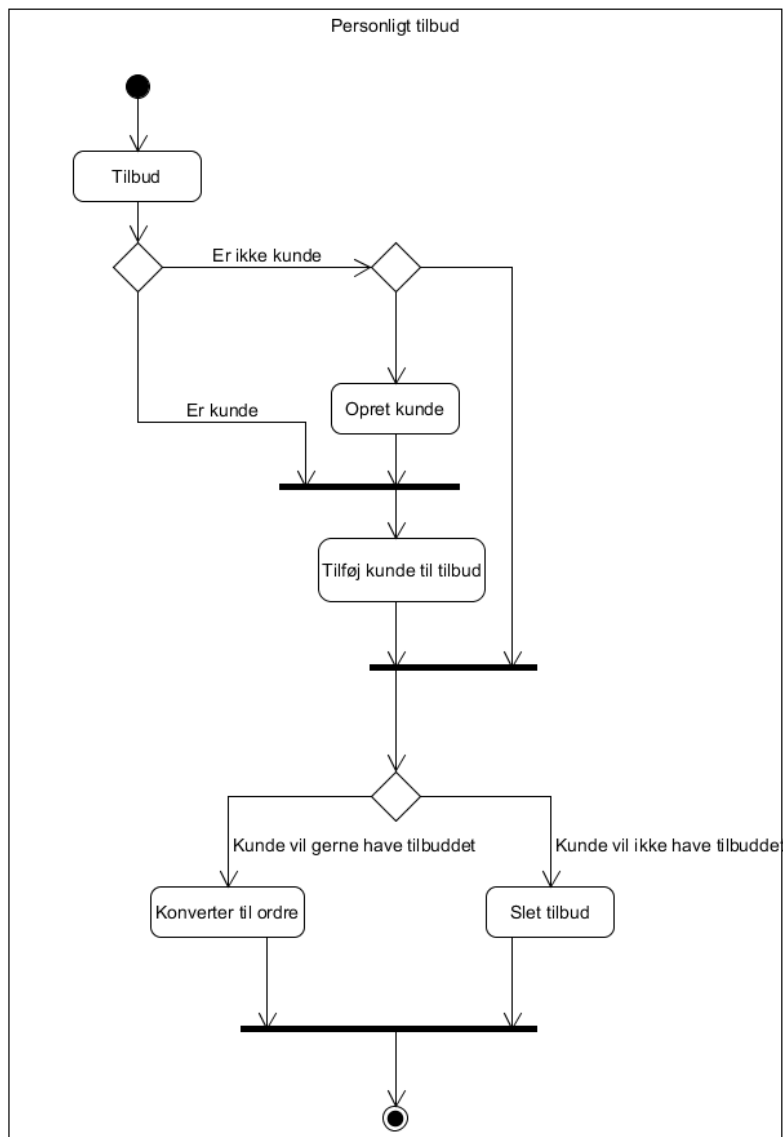 Personligt tilbud
Tilbud
Er ikke kunde
Er kunde
Opret kunde
Tilføj kunde til tilbud
Kunde vil gerne have tilbuddet
Kunde vil ikke have tilbuddet
Konverter til ordre
Slet tilbud